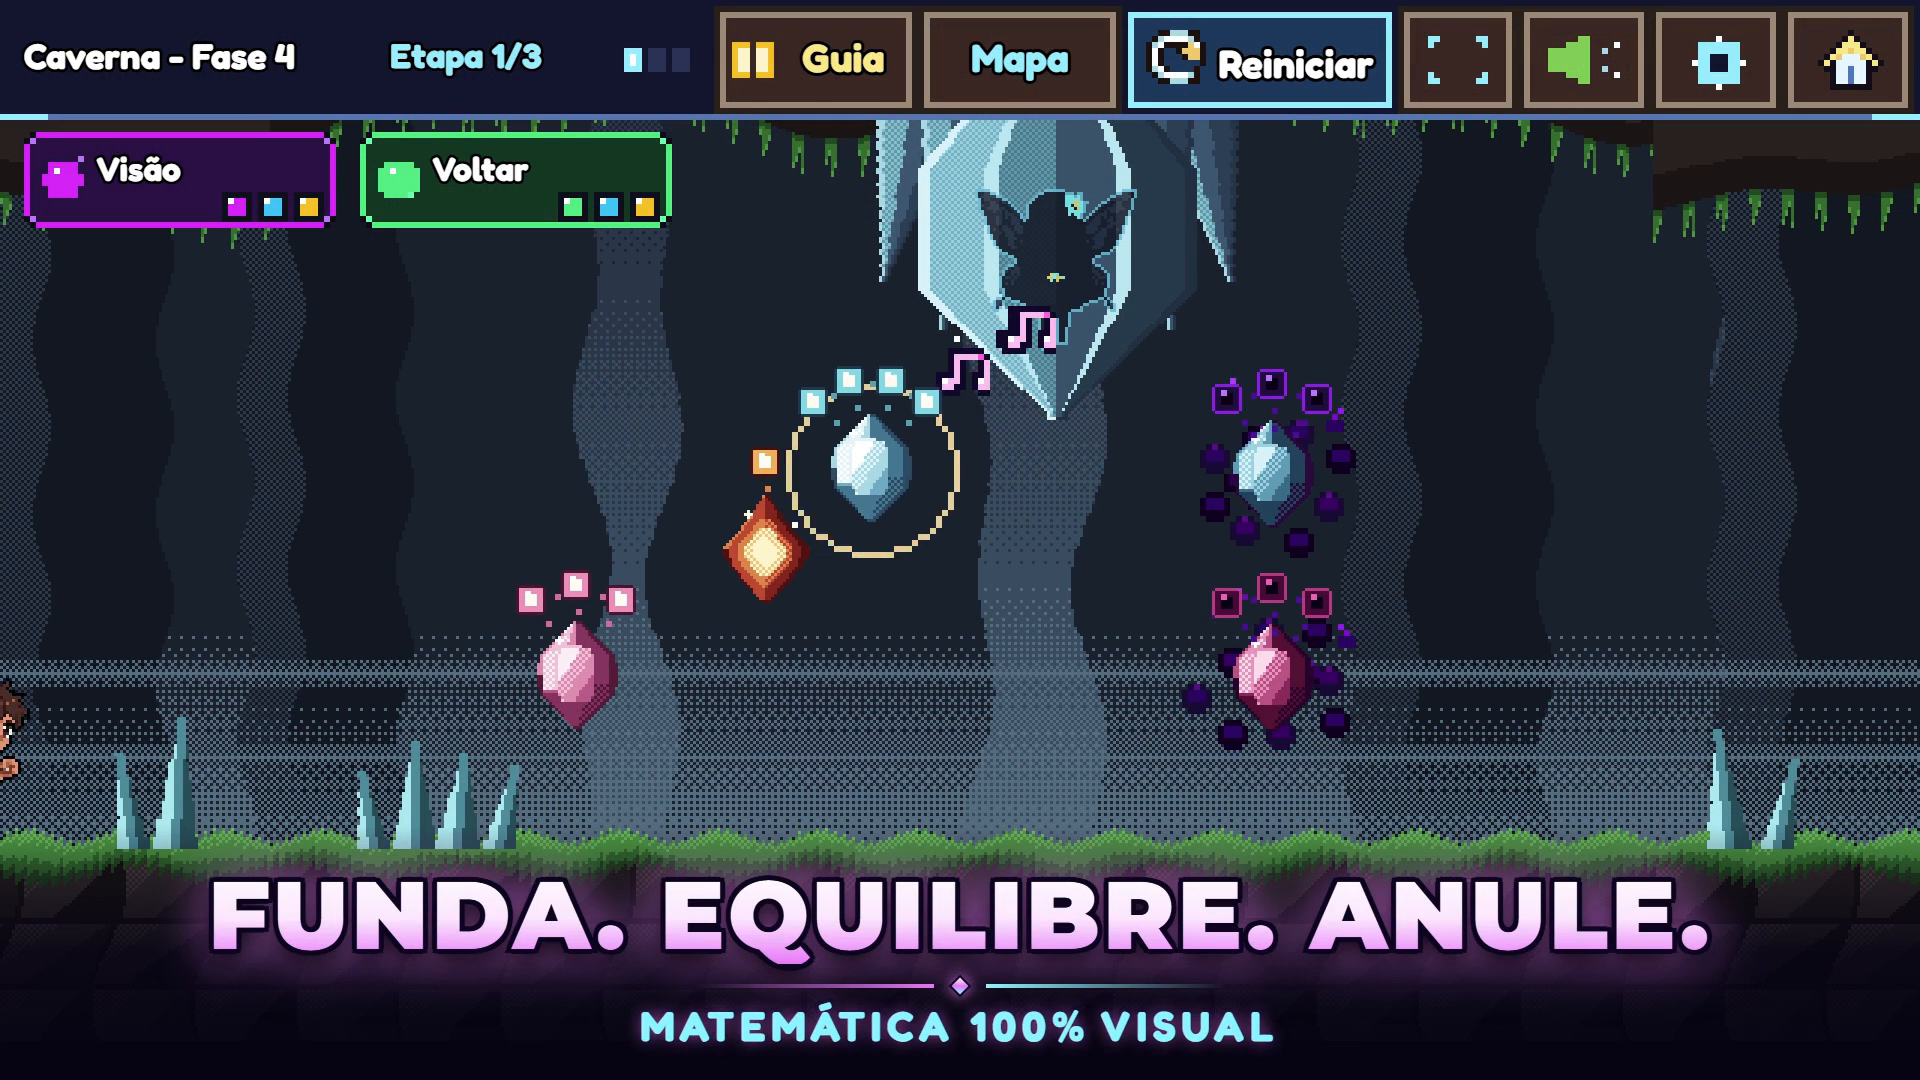 Caverna - Fase 4
Etapa 1/3
Guia
Mapa
Reiniciar
Visão
Voltar
FUNDA. EQUILIBRE. ANULE.
MATEMÁTICA 100% VISUAL